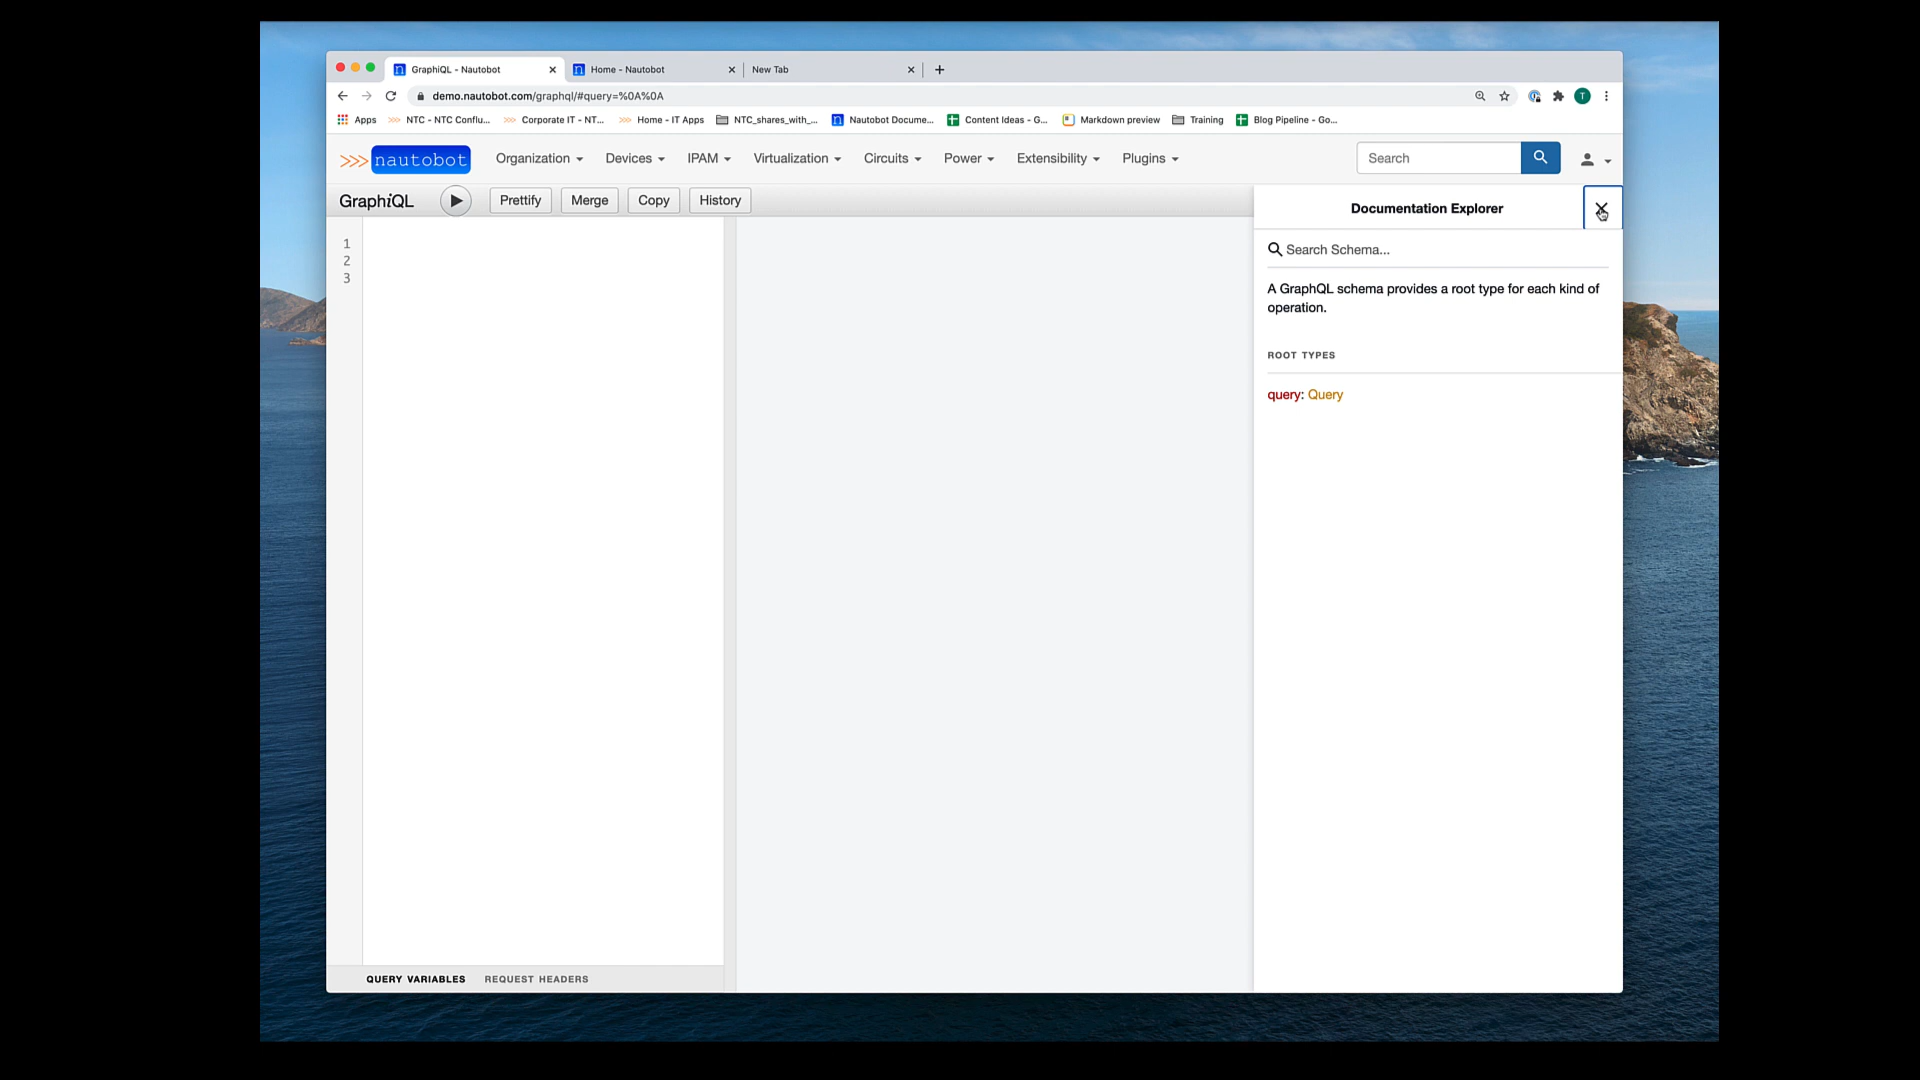 GraphiQL - Nautobot
Home - Nautobot
New Tab
demo.nautobot.com/graphql/#query=%0A%0A
T
Apps
NTC - NTC Conflu...
Corporate IT - NT...
Home - IT Apps
NTC_shares_with_...
Nautobot Docume...
Content Ideas - G...
Markdown preview
Training
Blog Pipeline - Go...
nautobot
Organization
Devices
IPAM
Virtualization
Circuits
Power
Extensibility
Plugins
Search
GraphiQL
Prettify
Merge
Copy
History
Documentation Explorer
Search Schema...
A GraphQL schema provides a root type for each kind of
operation.
ROOT TYPES
query: Query
1
2
3
QUERY VARIABLES
REQUEST HEADERS